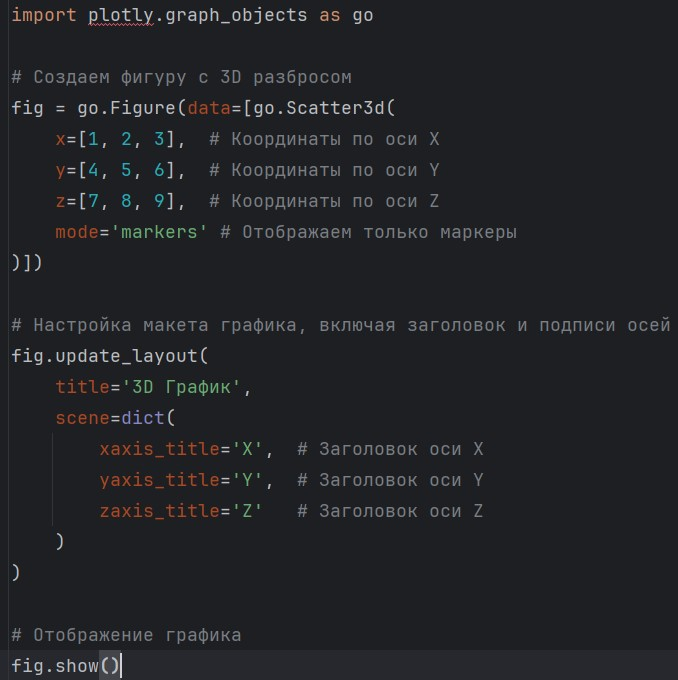 import plotly.graph_objects as go
# Создаем фигуру с 3D разбросом
fig = go.Figure(data=[go.Scatter3d(
    x=[1, 2, 3],  # Координаты по оси X
    y=[4, 5, 6],  # Координаты по оси Y
    z=[7, 8, 9],  # Координаты по оси Z
    mode='markers' # Отображаем только маркеры
)])
# Настройка макета графика, включая заголовок и подписи осей
fig.update_layout(
    title='3D График',
    scene=dict(
        xaxis_title='X',  # Заголовок оси X
        yaxis_title='Y',  # Заголовок оси Y
        zaxis_title='Z'   # Заголовок оси Z
    )
)
# Отображение графика
fig.show()